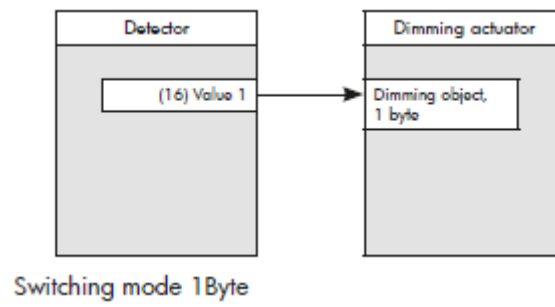 Detector
Dimming actuator
(16) Value 1
Dimming object,
1 byte
Switching mode 1Byte